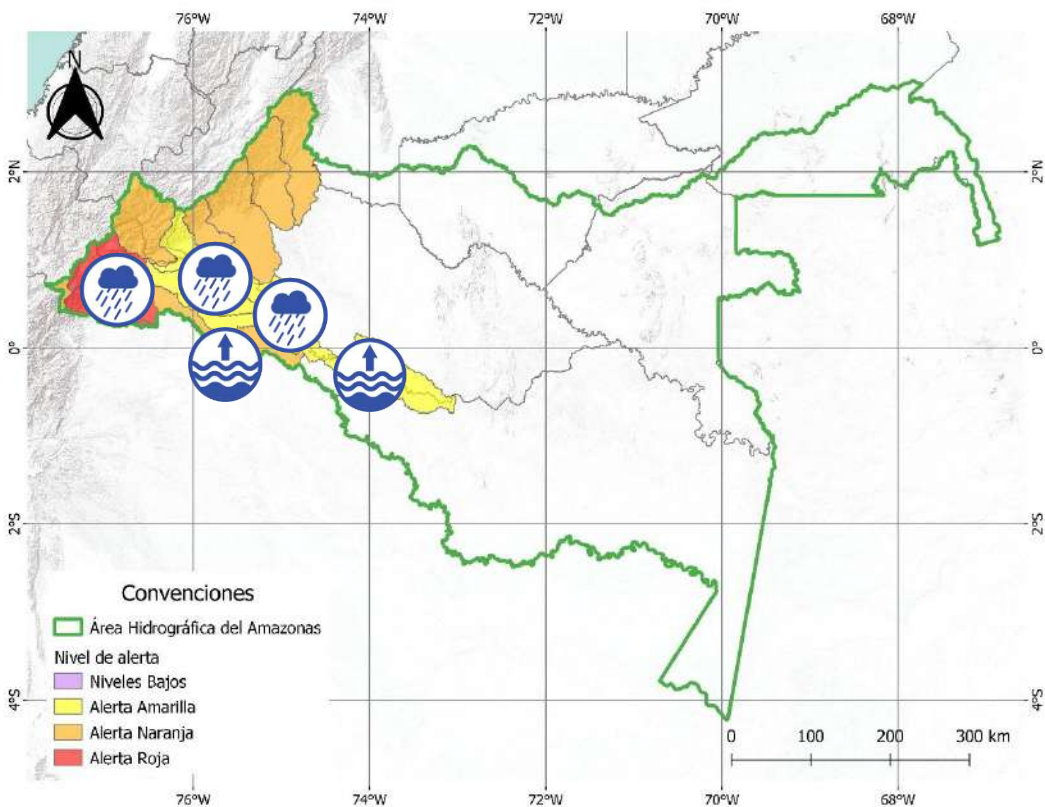 76°W 74°W 72°W 70°W 68°W
N
2°N 2°N
0° 0°
2°S 2°S
4°S 4°S
Convenciones
Área Hidrográfica del Amazonas
Nivel de alerta
Niveles Bajos
Alerta Amarilla
Alerta Naranja
Alerta Roja
0 100 200 300 km
76°W 74°W 72°W 70°W 68°W